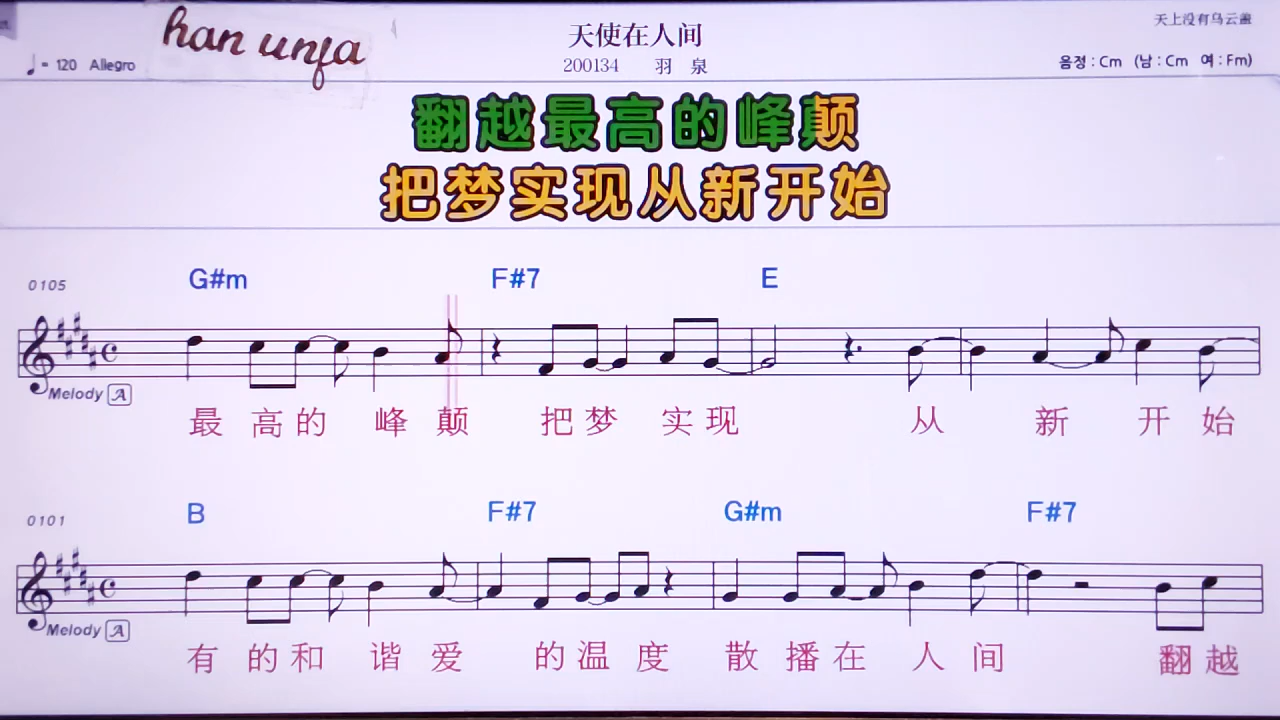 han unfa
天使在人间
天上没有乌云盖
♩= 120 Allegro
200134 羽 泉
음정 : Cm (남 : Cm 여 : Fm)
翻越最高的峰颠
把梦实现从新开始
0105 G#m F#7 E
Melody A
最 高 的 峰 颠 把 梦 实 现 从 新 开 始
0101 B F#7 G#m F#7
Melody A
有 的 和 谐 爱 的 温 度 散 播 在 人 间 翻 越